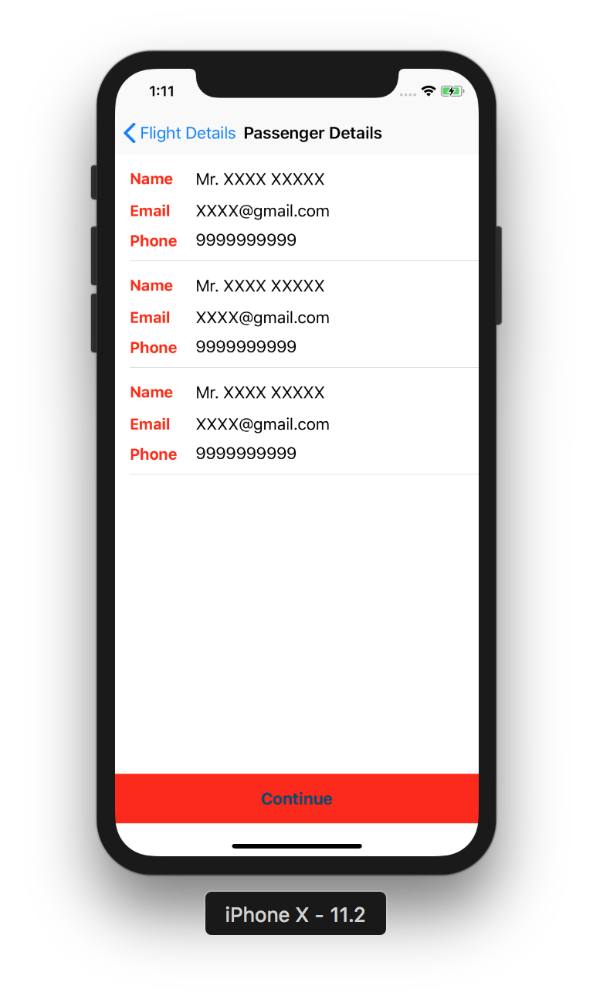 1:11
Flight Details Passenger Details
Name Mr. XXXX XXXXX
Email XXXX@gmail.com
Phone 9999999999
Name Mr. XXXX XXXXX
Email XXXX@gmail.com
Phone 9999999999
Name Mr. XXXX XXXXX
Email XXXX@gmail.com
Phone 9999999999
Continue
iPhone X - 11.2